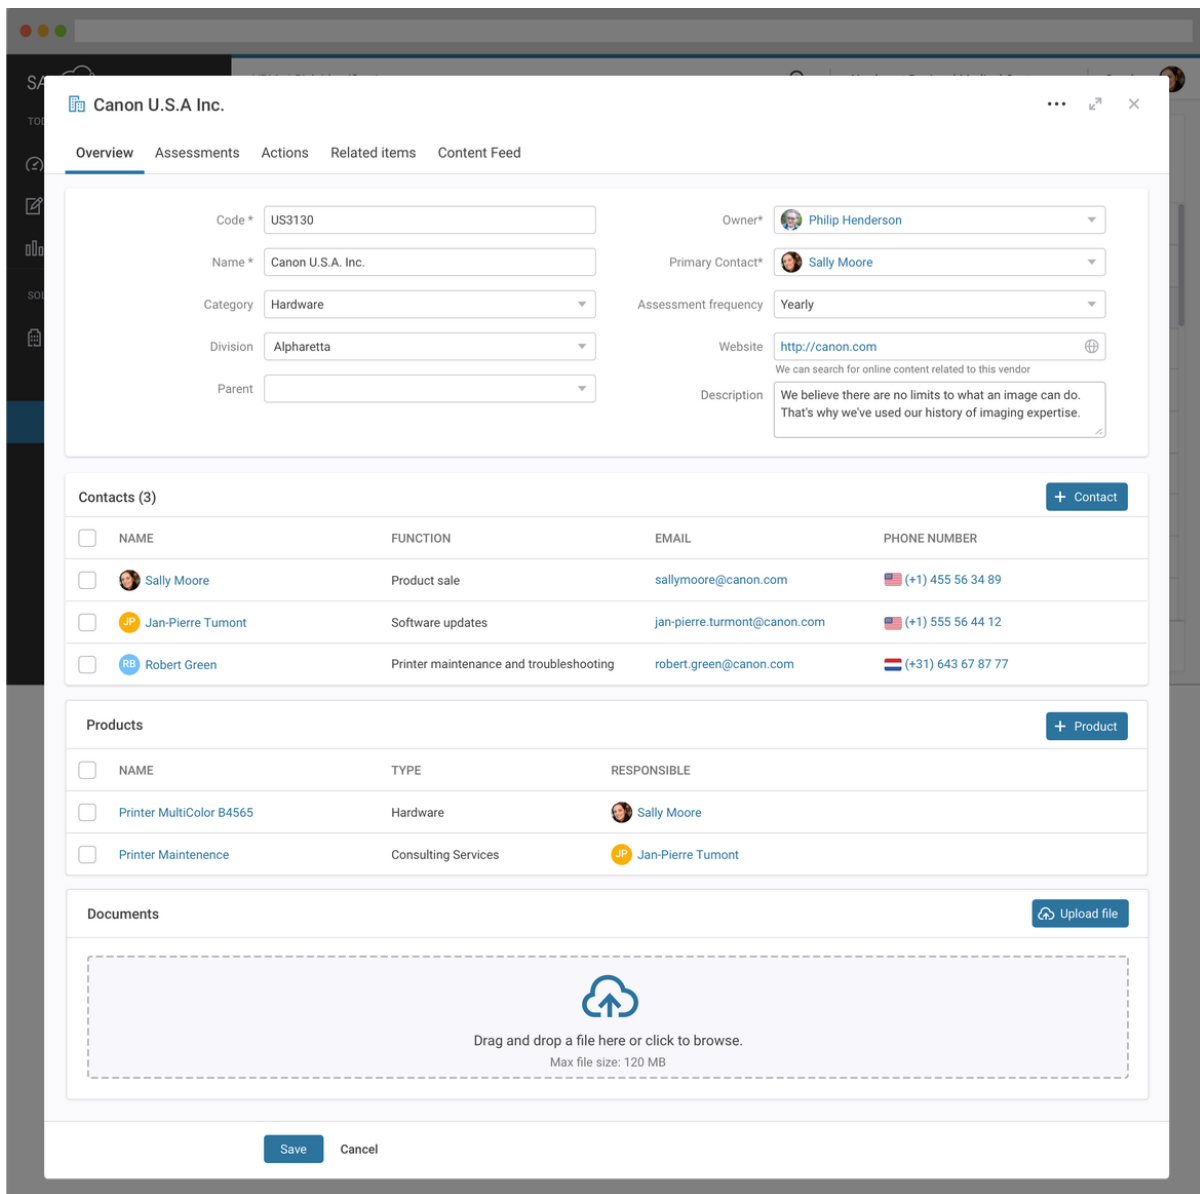 SA
Canon U.S.A Inc.
Overview Assessments Actions Related items Content Feed
Code * US3130
Owner* Philip Henderson
Name * Canon U.S.A. Inc.
Primary Contact* Sally Moore
Category Hardware
Assessment frequency Yearly
Division Alpharetta
Website http://canon.com
We can search for online content related to this vendor
Parent
Description We believe there are no limits to what an image can do.
That's why we've used our history of imaging expertise.
Contacts (3) + Contact
NAME FUNCTION EMAIL PHONE NUMBER
Sally Moore Product sale sallymoore@canon.com (+1) 455 56 34 89
JP Jan-Pierre Tumont Software updates jan-pierre.turmont@canon.com (+1) 555 56 44 12
RB Robert Green Printer maintenance and troubleshooting robert.green@canon.com (+31) 643 67 87 77
Products + Product
NAME TYPE RESPONSIBLE
Printer MultiColor B4565 Hardware Sally Moore
Printer Maintenence Consulting Services JP Jan-Pierre Tumont
Documents Upload file
Drag and drop a file here or click to browse.
Max file size: 120 MB
Save Cancel